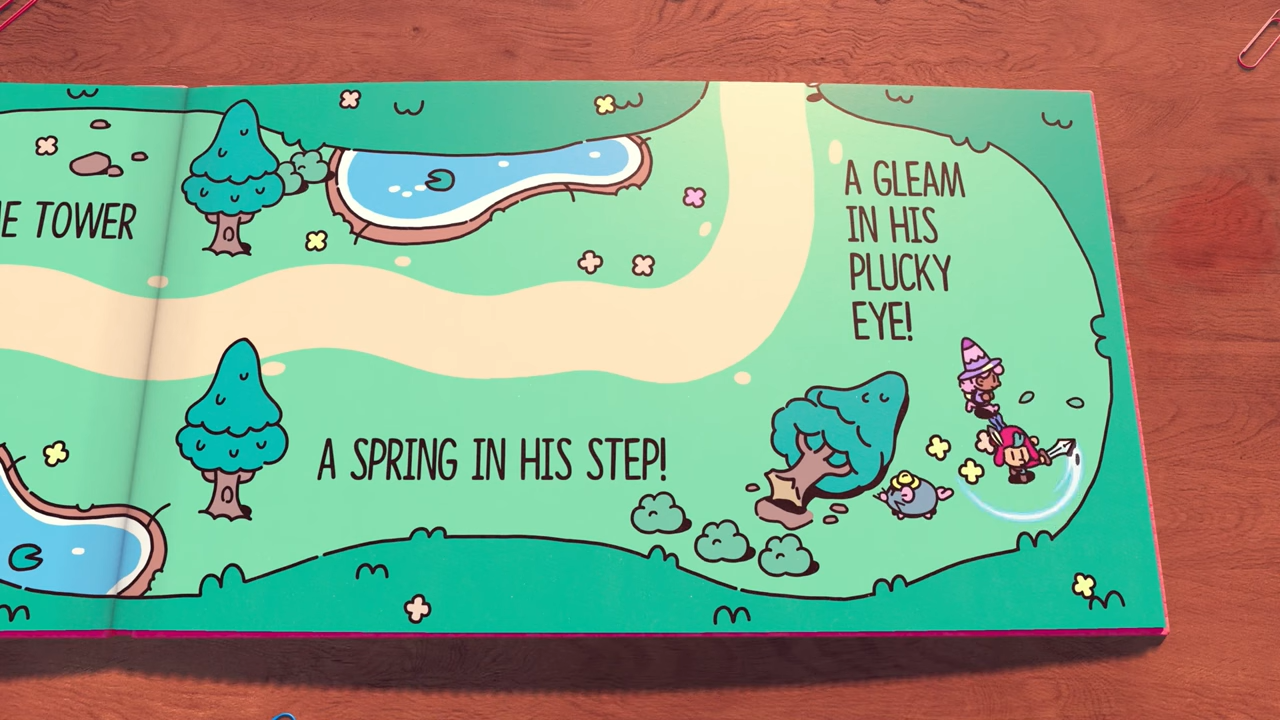 TOWER
A SPRING IN HIS STEP!
A GLEAM
IN HIS
PLUCKY
EYE!